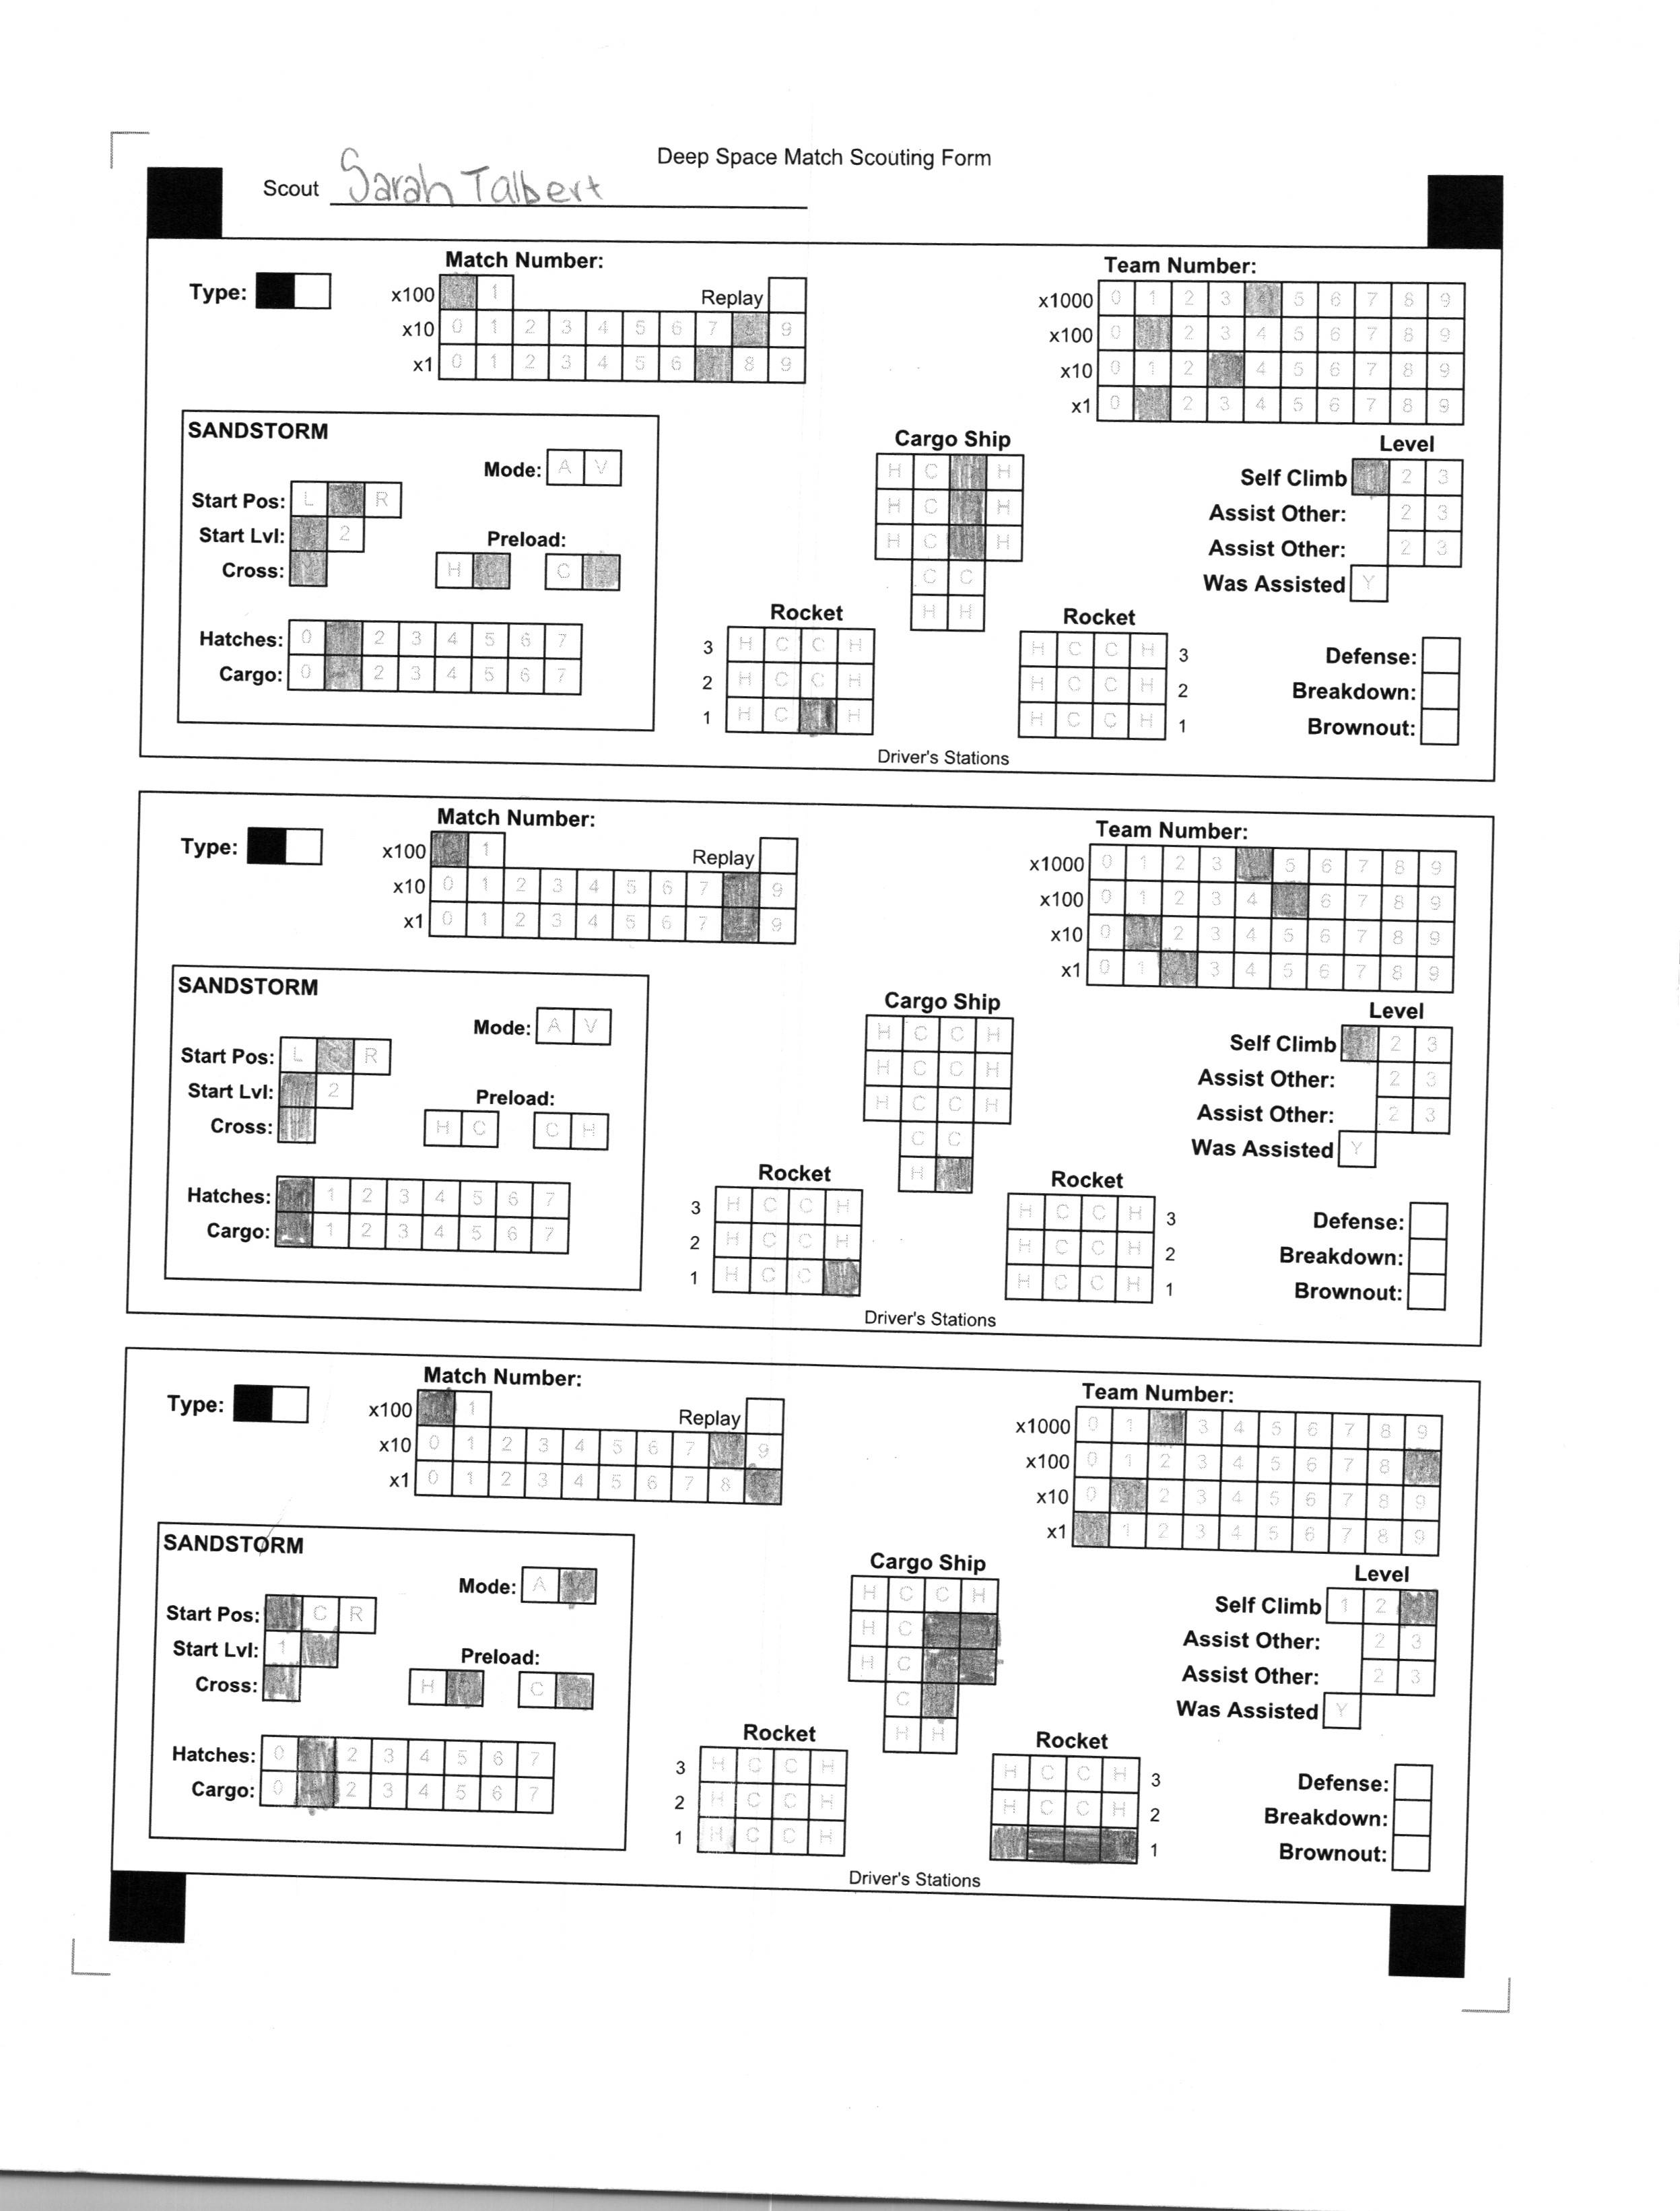 Deep Space Match Scouting Form
Scout Sarah Talbert
Match Number:
Team Number:
Type:
x100 1 Replay
x10 0 1 2 3 4 5 6 7 9
x1 0 1 2 3 4 5 6 8 9
x1000 0 1 2 3 4 5 6 7 8 9
x100 0 2 3 4 5 6 7 8 9
x10 0 1 2 4 5 6 7 8 9
x1 0 2 3 4 5 6 7 8 9
SANDSTORM
Mode: A V
Start Pos: L R
Start Lvl: 2
Cross:
Preload:
H C
Hatches: 0 2 3 4 5 6 7
Cargo: 0 2 3 4 5 6 7
Cargo Ship
H C H
H C H
H C H
C C
H H
Rocket
3 H C C H
2 H C C H
1 H C H
Rocket
H C C H 3
H C C H 2
H C C H 1
Level
Self Climb 2 3
Assist Other: 2 3
Assist Other: 2 3
Was Assisted Y
Defense:
Breakdown:
Brownout:
Driver's Stations
Match Number:
Team Number:
Type:
x100 1 Replay
x10 0 1 2 3 4 5 6 7 9
x1 0 1 2 3 4 5 6 7 9
x1000 0 1 2 3 5 6 7 8 9
x100 0 1 2 3 4 6 7 8 9
x10 0 2 3 4 5 6 7 8 9
x1 0 1 3 4 5 6 7 8 9
SANDSTORM
Mode: A V
Start Pos: L C R
Start Lvl: 2
Cross:
Preload:
H C C H
Hatches: 1 2 3 4 5 6 7
Cargo: 1 2 3 4 5 6 7
Cargo Ship
H C C H
H C C H
H C C H
C C
H
Rocket
3 H C C H
2 H C C H
1 H C C
Rocket
H C C H 3
H C C H 2
H C C H 1
Level
Self Climb 2 3
Assist Other: 2 3
Assist Other: 2 3
Was Assisted Y
Defense:
Breakdown:
Brownout:
Driver's Stations
Match Number:
Team Number:
Type:
x100 1 Replay
x10 0 1 2 3 4 5 6 7 9
x1 0 1 2 3 4 5 6 7 8
x1000 0 1 3 4 5 6 7 8 9
x100 0 1 2 3 4 5 6 7 8
x10 0 2 3 4 5 6 7 8 9
x1 1 2 3 4 5 6 7 8 9
SANDSTORM
Mode: A
Start Pos: C R
Start Lvl: 1
Cross:
Preload:
H C
Hatches: 0 2 3 4 5 6 7
Cargo: 0 2 3 4 5 6 7
Cargo Ship
H C C H
H C
H C
C
H H
Rocket
3 H C C H
2 H C C H
1 H C C H
Rocket
H C C H 3
H C C H 2
1
Level
Self Climb 1 2
Assist Other: 2 3
Assist Other: 2 3
Was Assisted Y
Defense:
Breakdown:
Brownout:
Driver's Stations